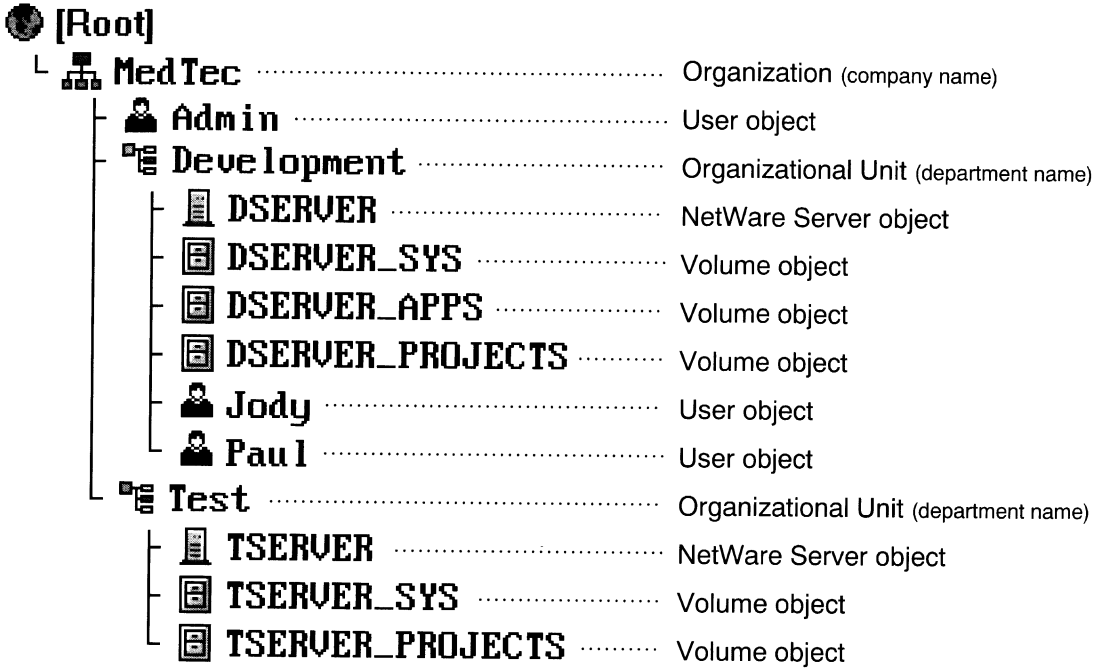 [Root]
MedTec Organization (company name)
Admin User object
Development Organizational Unit (department name)
DSERVER NetWare Server object
DSERVER_SYS Volume object
DSERVER_APPS Volume object
DSERVER_PROJECTS Volume object
Jody User object
Paul User object
Test Organizational Unit (department name)
TSERVER NetWare Server object
TSERVER_SYS Volume object
TSERVER_PROJECTS Volume object